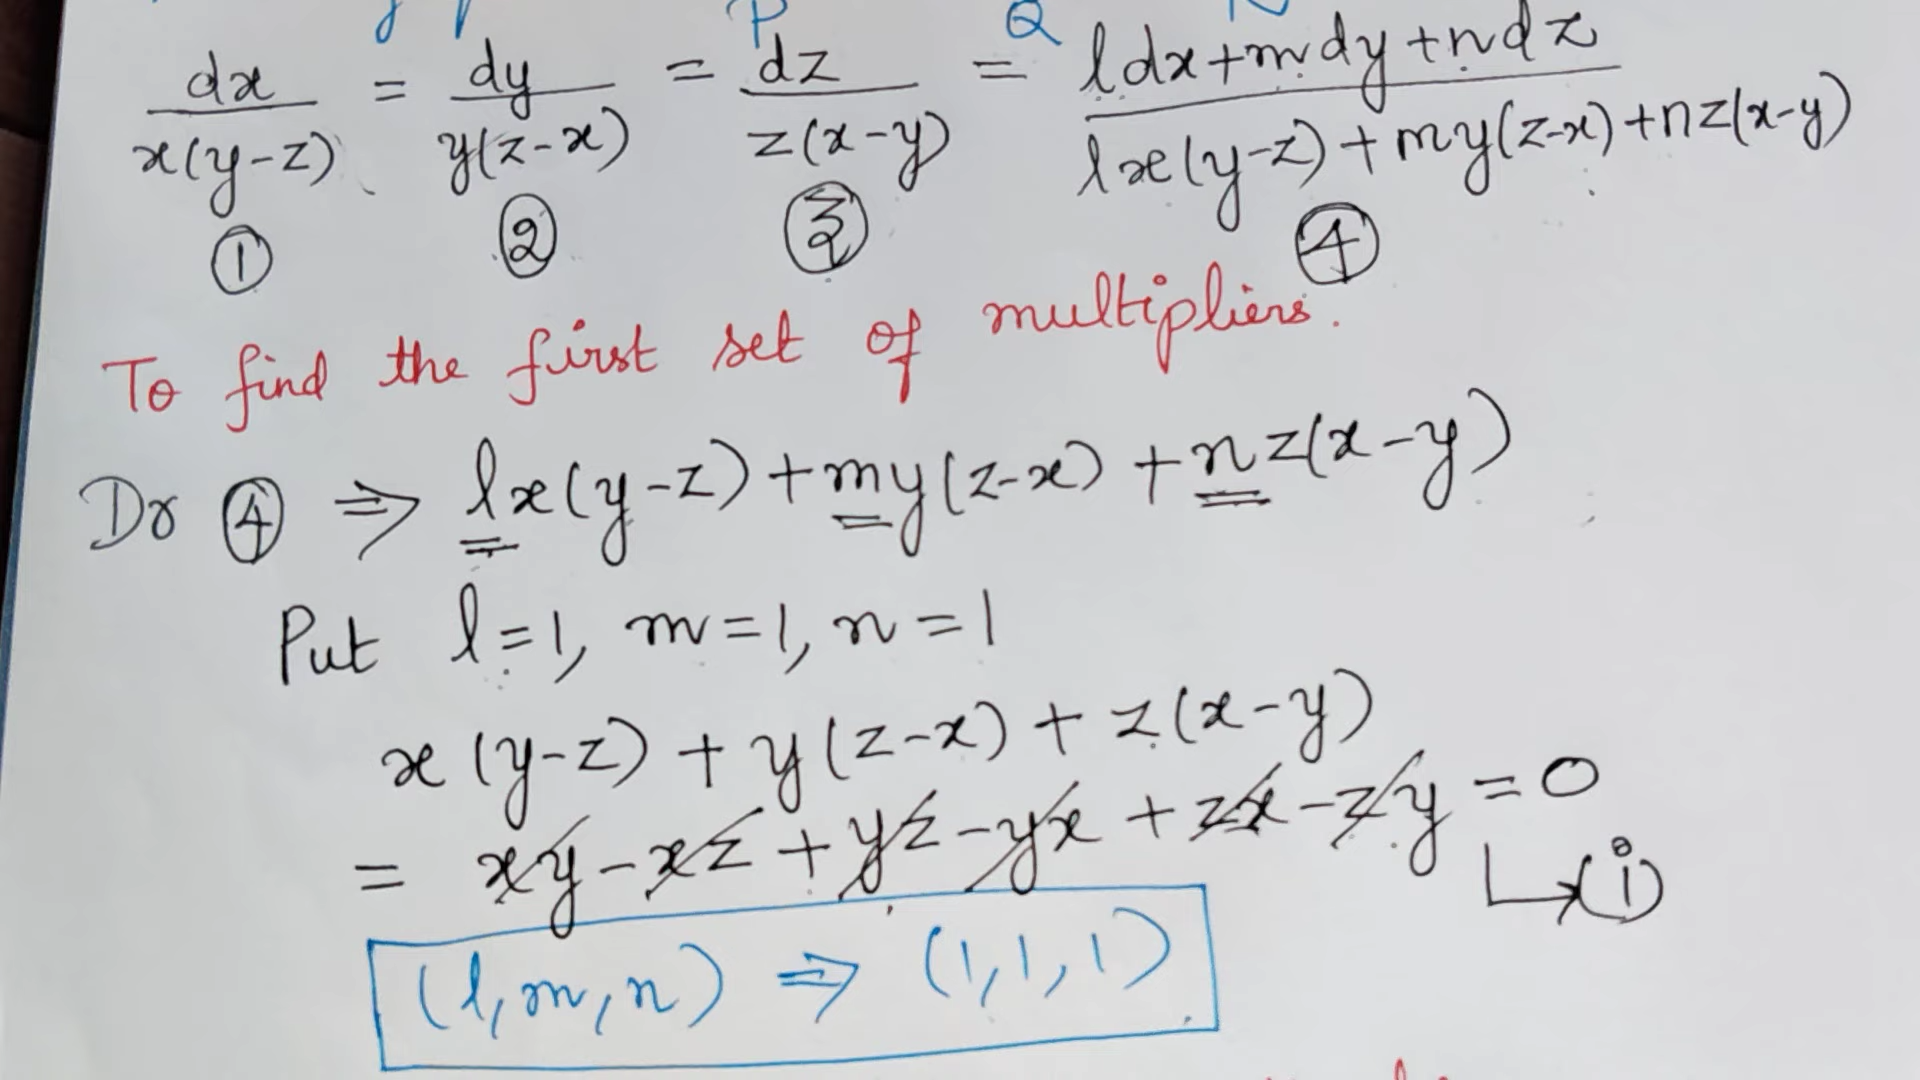 P Q
dx/x(y-z) = dy/y(z-x) = dz/z(x-y) = ldx+mdy+ndz/lx(y-z)+my(z-x)+nz(x-y)
① ② ③ ④
To find the first set of multipliers.
Dr ④ ⇒ lx(y-z)+my(z-x)+nz(x-y)
Put l=1, m=1, n=1
x(y-z)+y(z-x)+z(x-y)
= xy-xz+yz-yx+zx-zy = 0
↳(i)
(l,m,n) ⇒ (1,1,1)